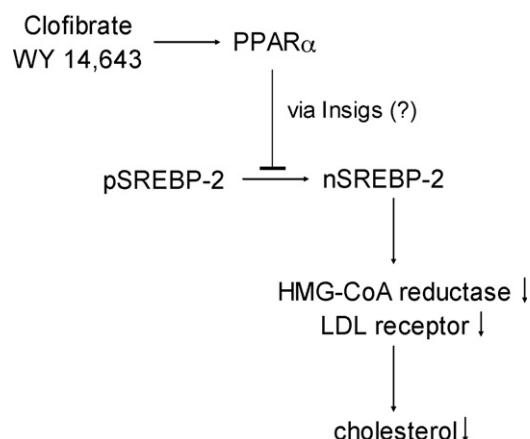 Clofibrate
WY 14,643
PPARα
via Insigs (?)
pSREBP-2
nSREBP-2
HMG-CoA reductase ↓
LDL receptor ↓
cholesterol↓